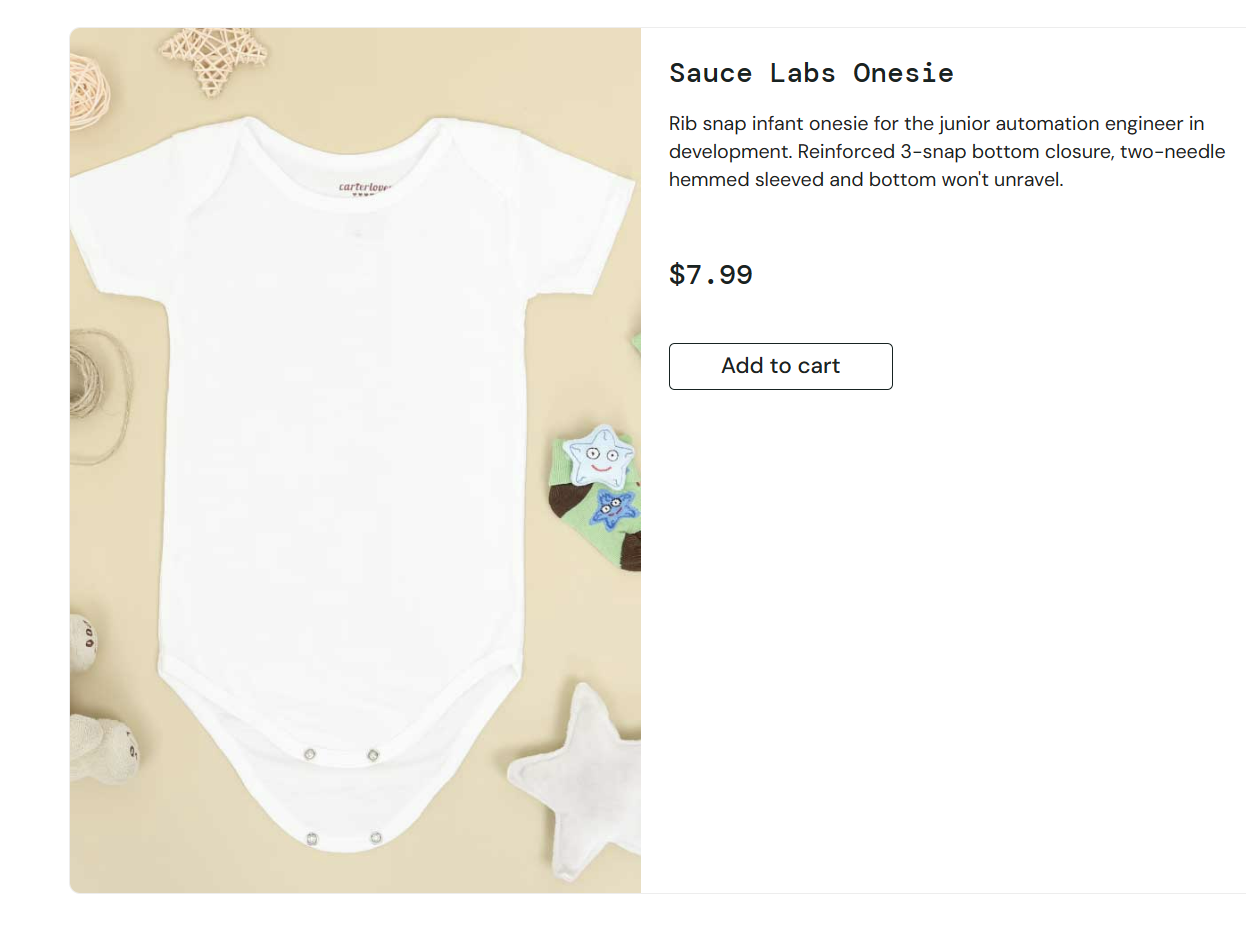 Sauce Labs Onesie
Rib snap infant onesie for the junior automation engineer in
development. Reinforced 3-snap bottom closure, two-needle
hemmed sleeved and bottom won't unravel.
$7.99
Add to cart